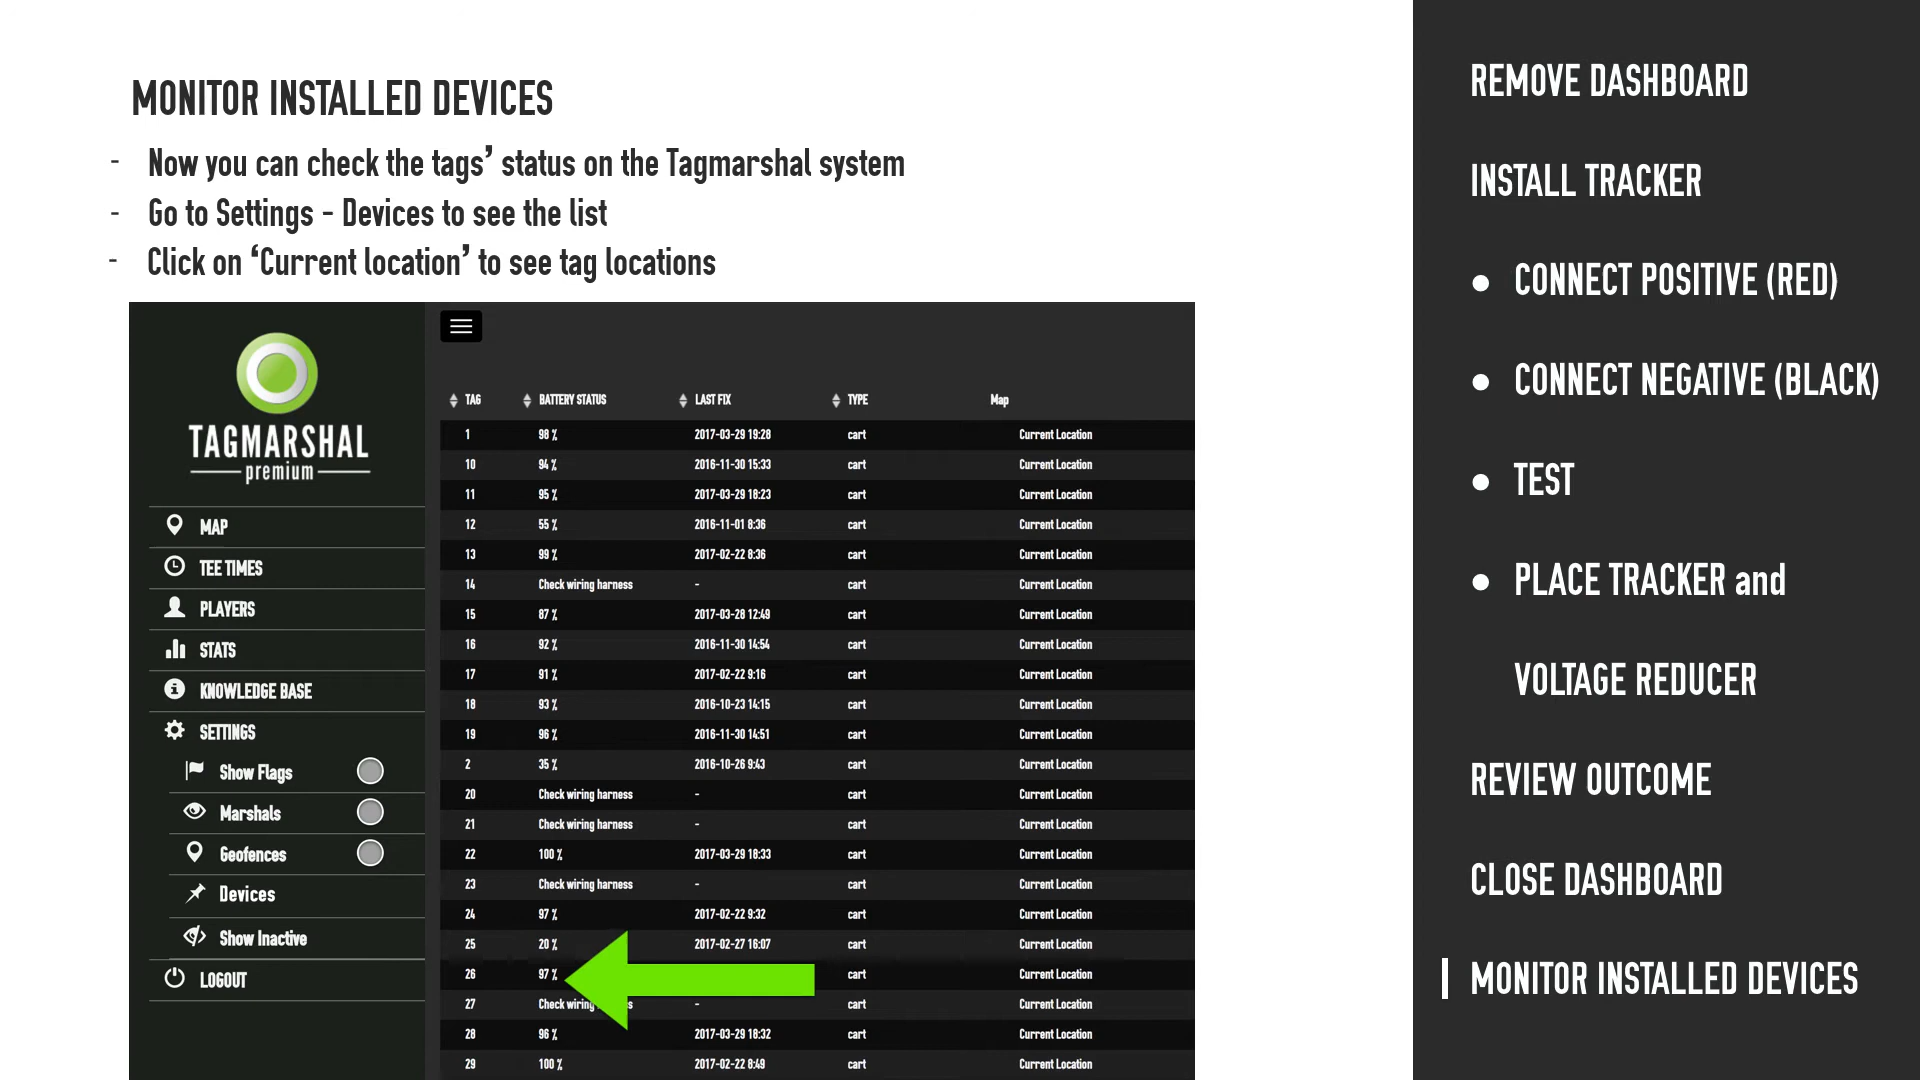 MONITOR INSTALLED DEVICES
- Now you can check the tags’ status on the Tagmarshal system
- Go to Settings - Devices to see the list
- Click on ‘Current location’ to see tag locations
TAGMARSHAL
premium
MAP
TEE TIMES
PLAYERS
STATS
KNOWLEDGE BASE
SETTINGS
Show Flags
Marshals
Geofences
Devices
Show Inactive
LOGOUT
TAG BATTERY STATUS LAST FIX TYPE Map
1 98 % 2017-03-29 19:28 cart Current Location
10 94 % 2016-11-30 15:33 cart Current Location
11 95 % 2017-03-29 18:23 cart Current Location
12 55 % 2016-11-01 8:36 cart Current Location
13 99 % 2017-02-22 8:36 cart Current Location
14 Check wiring harness - cart Current Location
15 87 % 2017-03-28 12:49 cart Current Location
16 92 % 2016-11-30 14:54 cart Current Location
17 91 % 2017-02-22 9:16 cart Current Location
18 93 % 2016-10-23 14:15 cart Current Location
19 96 % 2016-11-30 14:51 cart Current Location
2 35 % 2016-10-26 9:43 cart Current Location
20 Check wiring harness - cart Current Location
21 Check wiring harness - cart Current Location
22 100 % 2017-03-29 18:33 cart Current Location
23 Check wiring harness - cart Current Location
24 97 % 2017-02-22 9:32 cart Current Location
25 20 % 2017-02-27 16:07 cart Current Location
26 97 % cart Current Location
27 Check wiring - cart Current Location
28 96 % 2017-03-29 18:32 cart Current Location
29 100 % 2017-02-22 8:49 cart Current Location
REMOVE DASHBOARD
INSTALL TRACKER
● CONNECT POSITIVE (RED)
● CONNECT NEGATIVE (BLACK)
● TEST
● PLACE TRACKER and
VOLTAGE REDUCER
REVIEW OUTCOME
CLOSE DASHBOARD
MONITOR INSTALLED DEVICES